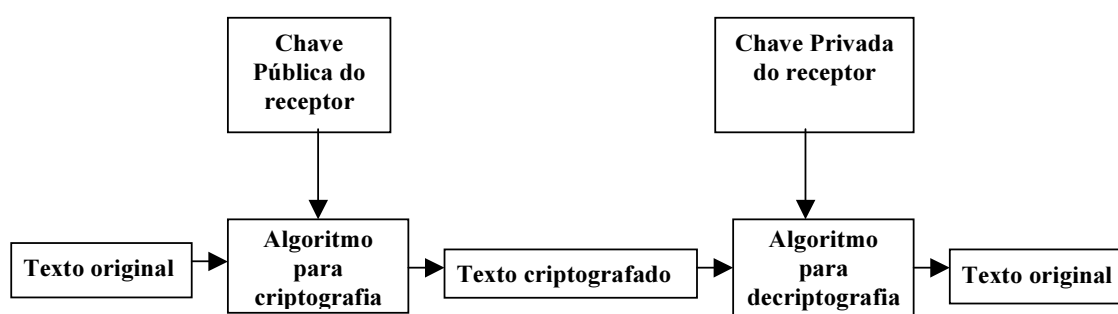 Chave
Pública do
receptor
Chave Privada
do receptor
Texto original
Algoritmo
para
criptografia
Texto criptografado
Algoritmo
para
decriptografia
Texto original